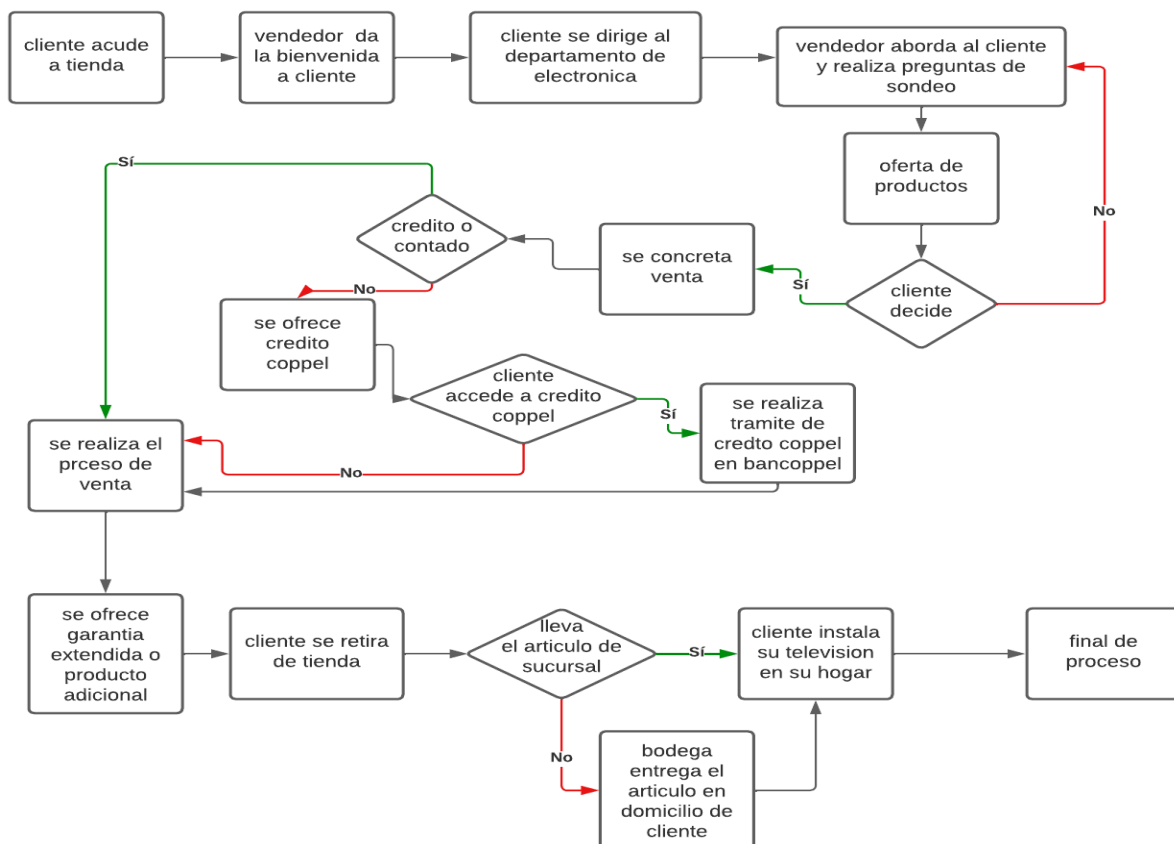 cliente acude
a tienda
vendedor da
la bienvenida
a cliente
cliente se dirige al
departamento de
electronica
vendedor aborda al cliente
y realiza preguntas de
sondeo
oferta de
productos
No
cliente
decide
Sí
se concreta
venta
credito o
contado
Sí
No
se ofrece
credito
coppel
cliente
accede a credito
coppel
Sí
se realiza
tramite de
credto coppel
en bancoppel
No
se realiza el
prceso de
venta
se ofrece
garantia
extendida o
producto
adicional
cliente se retira
de tienda
lleva
el articulo de
sucursal
Sí
cliente instala
su television
en su hogar
final de
proceso
No
bodega
entrega el
articulo en
domicilio de
cliente